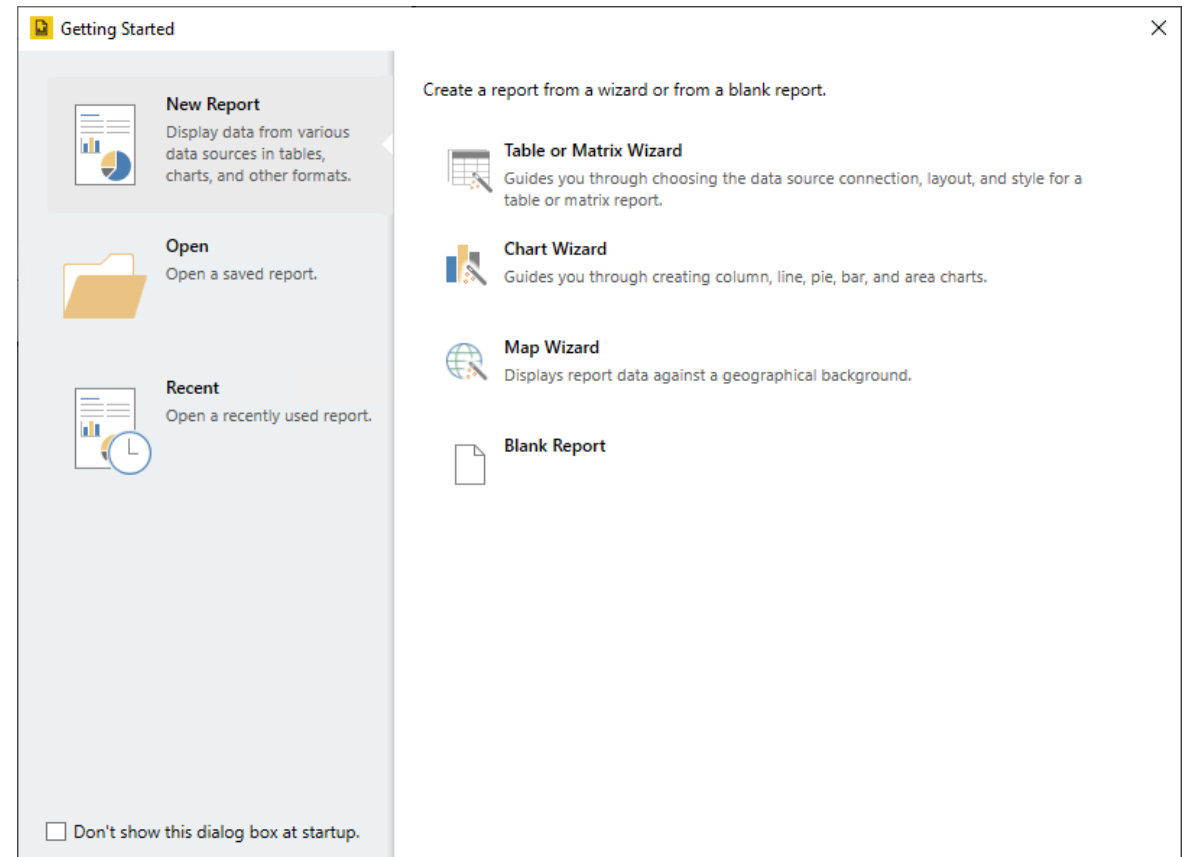 Getting Started
New Report
Display data from various
data sources in tables,
charts, and other formats.
Open
Open a saved report.
Recent
Open a recently used report.
Don't show this dialog box at startup.
Create a report from a wizard or from a blank report.
Table or Matrix Wizard
Guides you through choosing the data source connection, layout, and style for a
table or matrix report.
Chart Wizard
Guides you through creating column, line, pie, bar, and area charts.
Map Wizard
Displays report data against a geographical background.
Blank Report